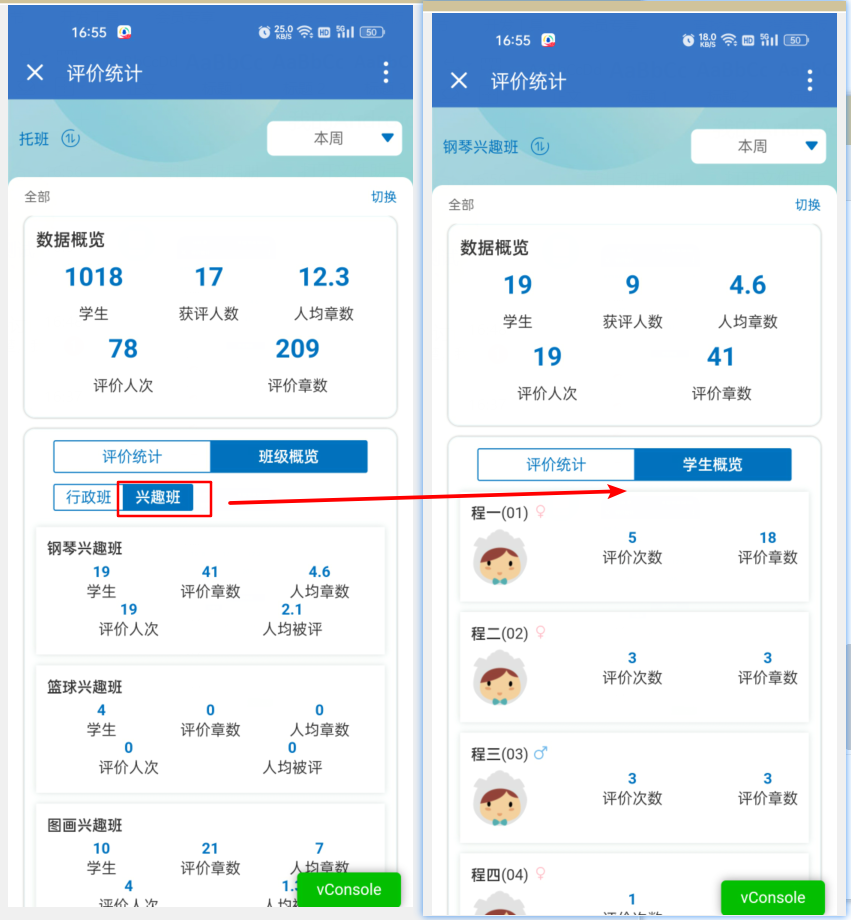 16:55 25.0 KB/S HD 5G 50
评价统计
托班 本周
全部 切换
数据概览
1018 17 12.3
学生 获评人数 人均章数
78 209
评价人次 评价章数
评价统计 班级概览
行政班 兴趣班
钢琴兴趣班
19 41 4.6
学生 评价章数 人均章数
19 2.1
评价人次 人均被评
篮球兴趣班
4 0 0
学生 评价章数 人均章数
0 0
评价人次 人均被评
图画兴趣班
10 21 7
学生 评价章数 人均章数
4 1.
评价人次 人均
vConsole
16:55 18.0 KB/S HD 5G 50
评价统计
钢琴兴趣班 本周
全部 切换
数据概览
19 9 4.6
学生 获评人数 人均章数
19 41
评价人次 评价章数
评价统计 学生概览
程一(01) ♀
5 18
评价次数 评价章数
程二(02) ♀
3 3
评价次数 评价章数
程三(03) ♂
3 3
评价次数 评价章数
程四(04) ♀
1
评价次数
vConsole